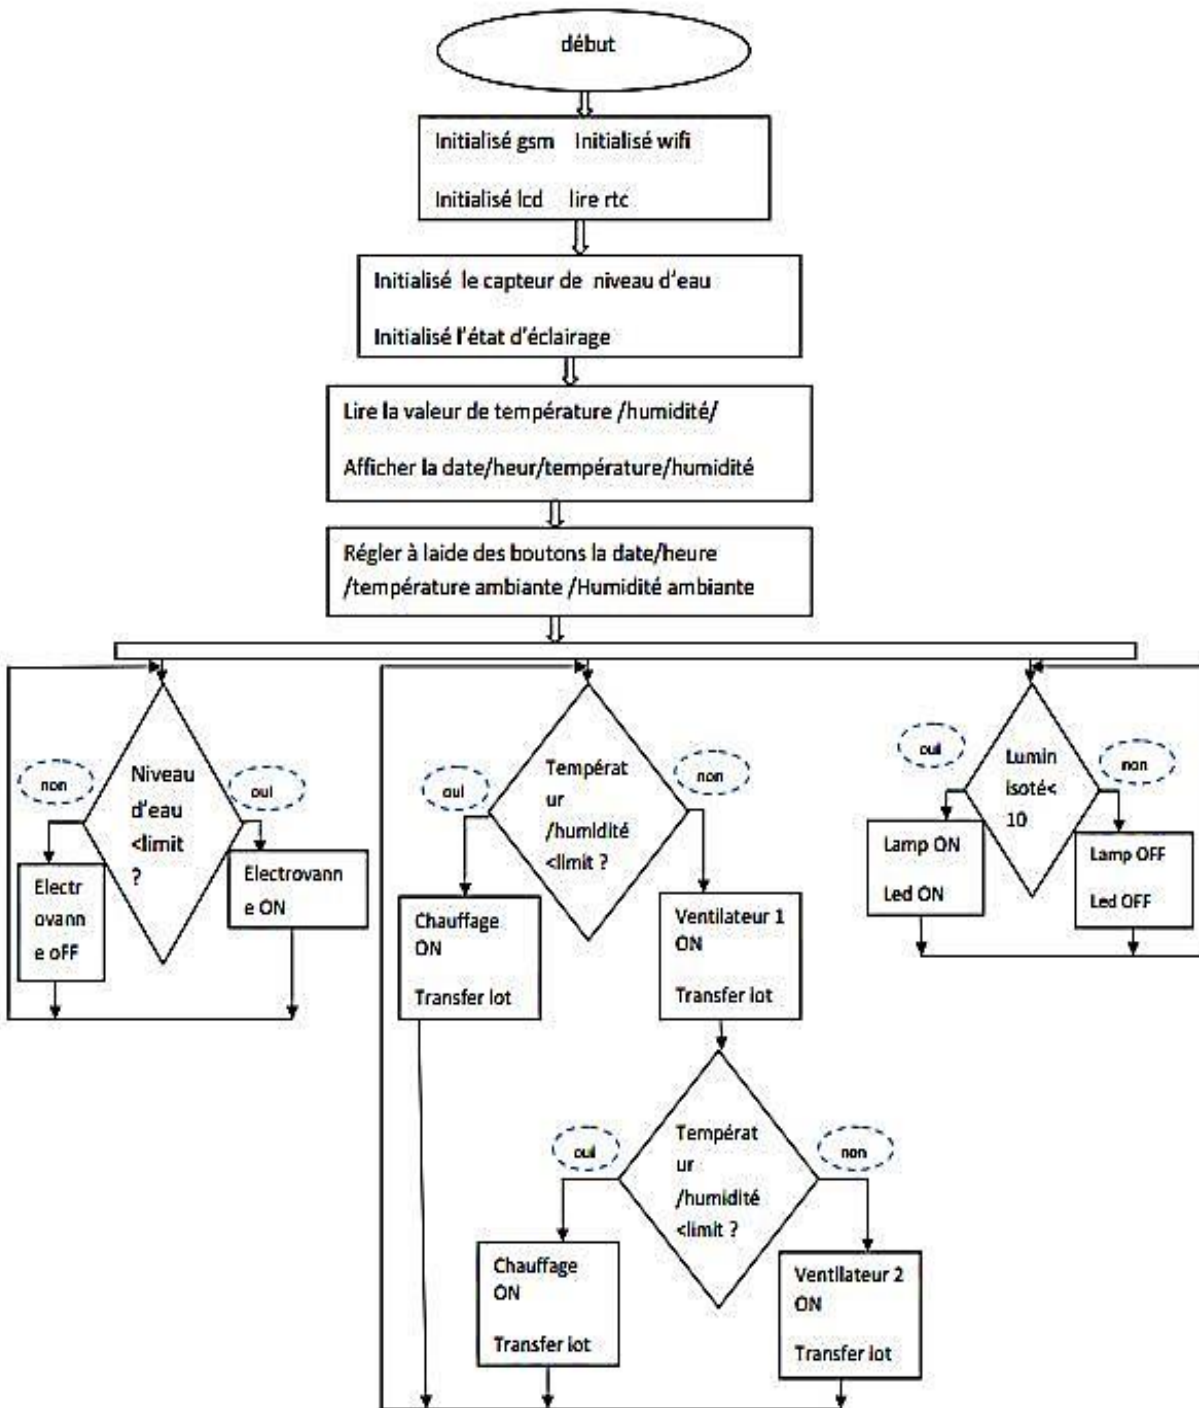 début
Initialisé gsm Initialisé wifi
Initialisé lcd lire rtc
Initialisé le capteur de niveau d'eau
Initialisé l'état d'éclairage
Lire la valeur de température /humidité/
Afficher la date/heur/température/humidité
Régler à laide des boutons la date/heure
/température ambiante /Humidité ambiante
non
Niveau
d'eau
<limit
?
oui
Electr
ovann
e oFF
Electrovann
e ON
oui
Températ
ur
/humidité
<limit ?
non
Chauffage
ON
Transfer Iot
Ventilateur 1
ON
Transfer Iot
oui
Températ
ur
/humidité
<limit ?
non
Chauffage
ON
Transfer Iot
Ventilateur 2
ON
Transfer Iot
oui
Lumin
isoté<
10
non
Lamp ON
Led ON
Lamp OFF
Led OFF